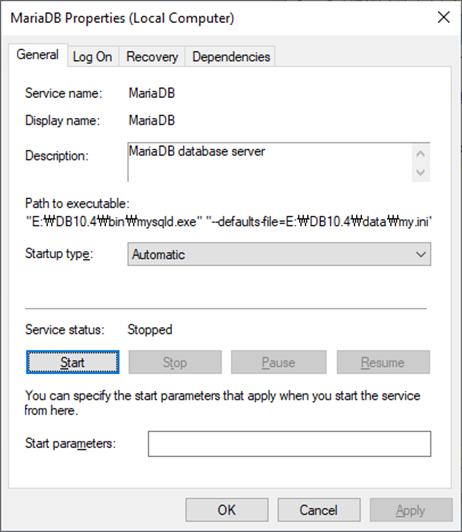 MariaDB Properties (Local Computer)
General Log On Recovery Dependencies
Service name: MariaDB
Display name: MariaDB
Description: MariaDB database server
Path to executable:
"E:₩DB10.4₩bin₩mysqld.exe" "--defaults-file=E:₩DB10.4₩data₩my.ini"
Startup type: Automatic
Service status: Stopped
Start Stop Pause Resume
You can specify the start parameters that apply when you start the service
from here.
Start parameters:
OK Cancel Apply